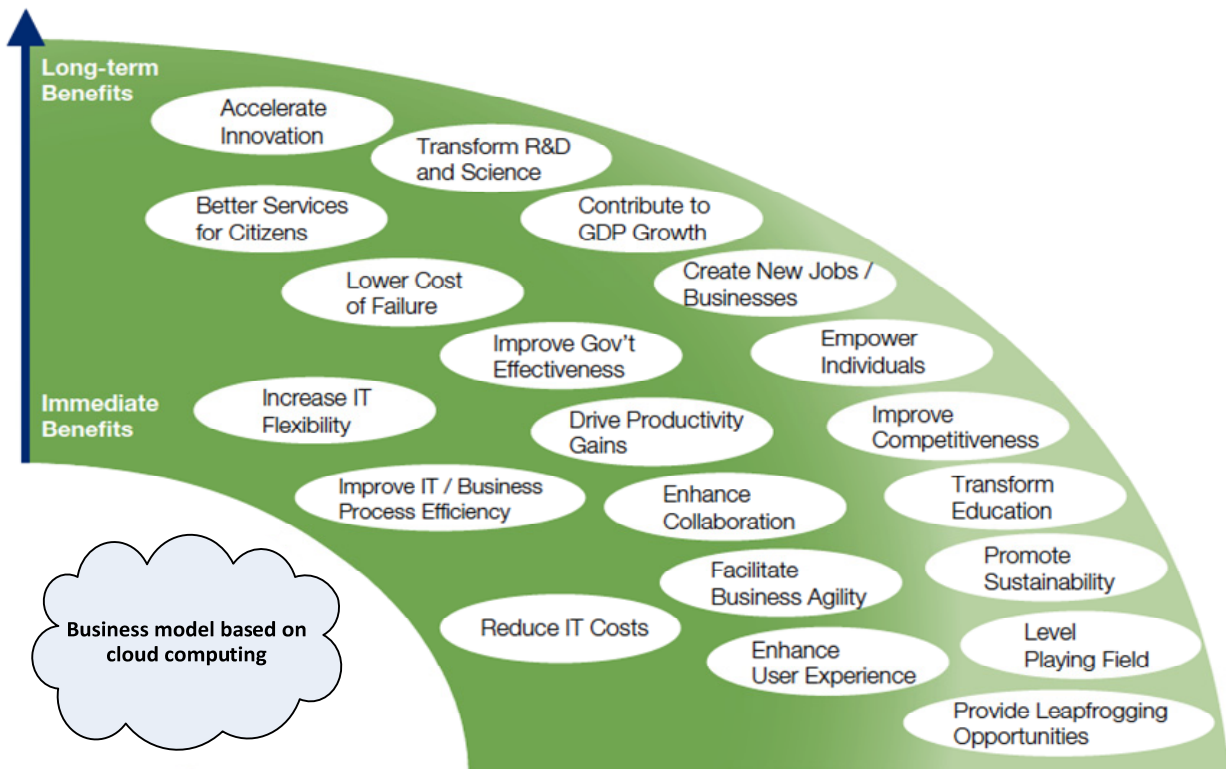 Long-term
Benefits
Accelerate
Innovation
Transform R&D
and Science
Better Services
for Citizens
Contribute to
GDP Growth
Lower Cost
of Failure
Create New Jobs /
Businesses
Improve Gov't
Effectiveness
Empower
Individuals
Immediate
Benefits
Increase IT
Flexibility
Drive Productivity
Gains
Improve
Competitiveness
Improve IT / Business
Process Efficiency
Enhance
Collaboration
Transform
Education
Facilitate
Business Agility
Promote
Sustainability
Business model based on
cloud computing
Reduce IT Costs
Enhance
User Experience
Level
Playing Field
Provide Leapfrogging
Opportunities